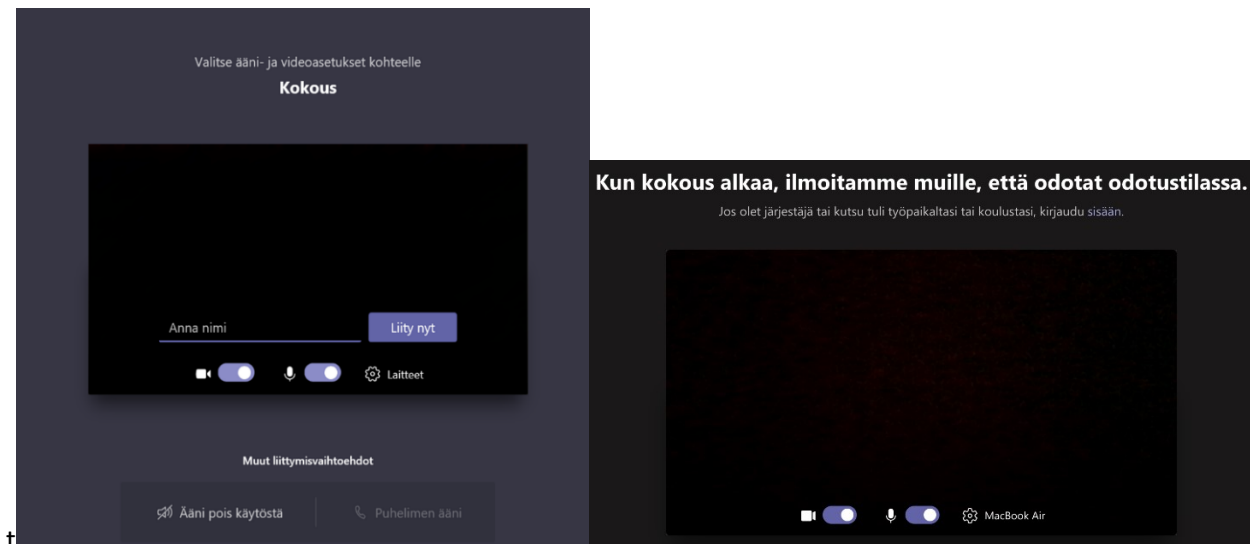 Valitse ääni- ja videoasetukset kohteelle
Kokous
Anna nimi
Liity nyt
Laitteet
Muut liittymisvaihtoehdot
Ääni pois käytöstä
Puhelimen ääni
t
Kun kokous alkaa, ilmoitamme muille, että odotat odotustilassa.
Jos olet järjestäjä tai kutsu tuli työpaikaltasi tai koulustasi, kirjaudu sisään.
MacBook Air